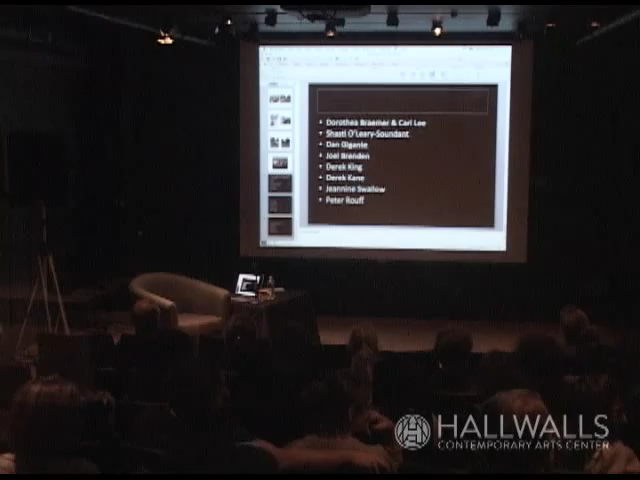 • Dorothea Braemer & Carl Lee
• Shasti O'Leary-Soundant
• Dan Gigante
• Joel Brenden
• Derek King
• Derek Kane
• Jeannine Swallow
• Peter Rouff
HALLWALLS
CONTEMPORARY ARTS CENTER